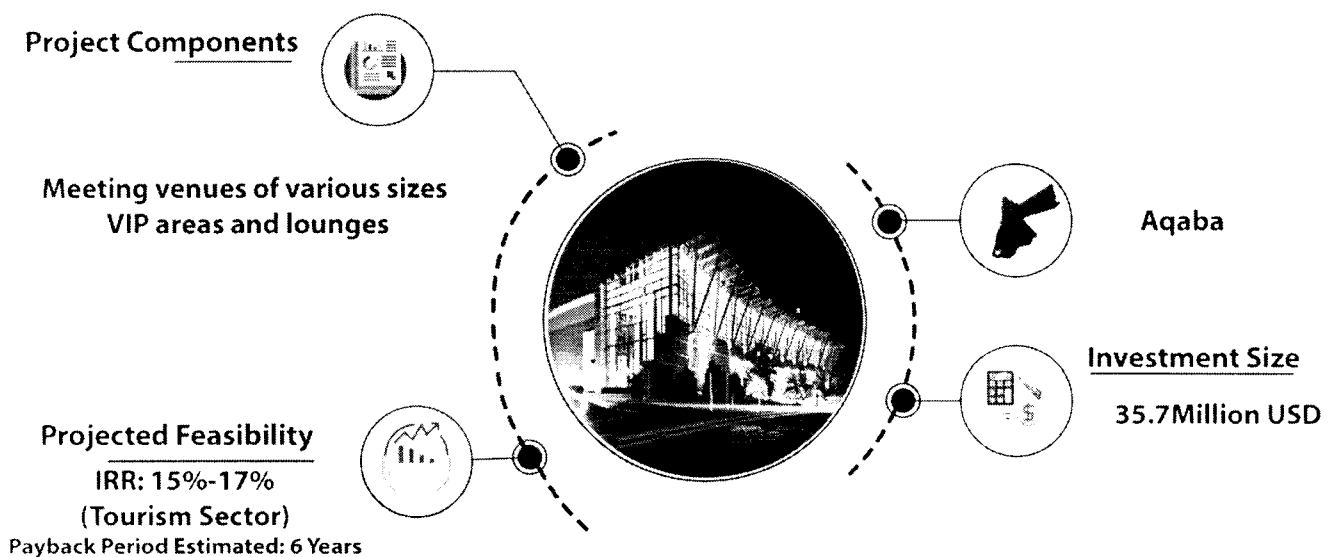 Project Components
Meeting venues of various sizes
VIP areas and lounges
Aqaba
Investment Size
35.7Million USD
Projected Feasibility
IRR: 15%-17%
(Tourism Sector)
Payback Period Estimated: 6 Years